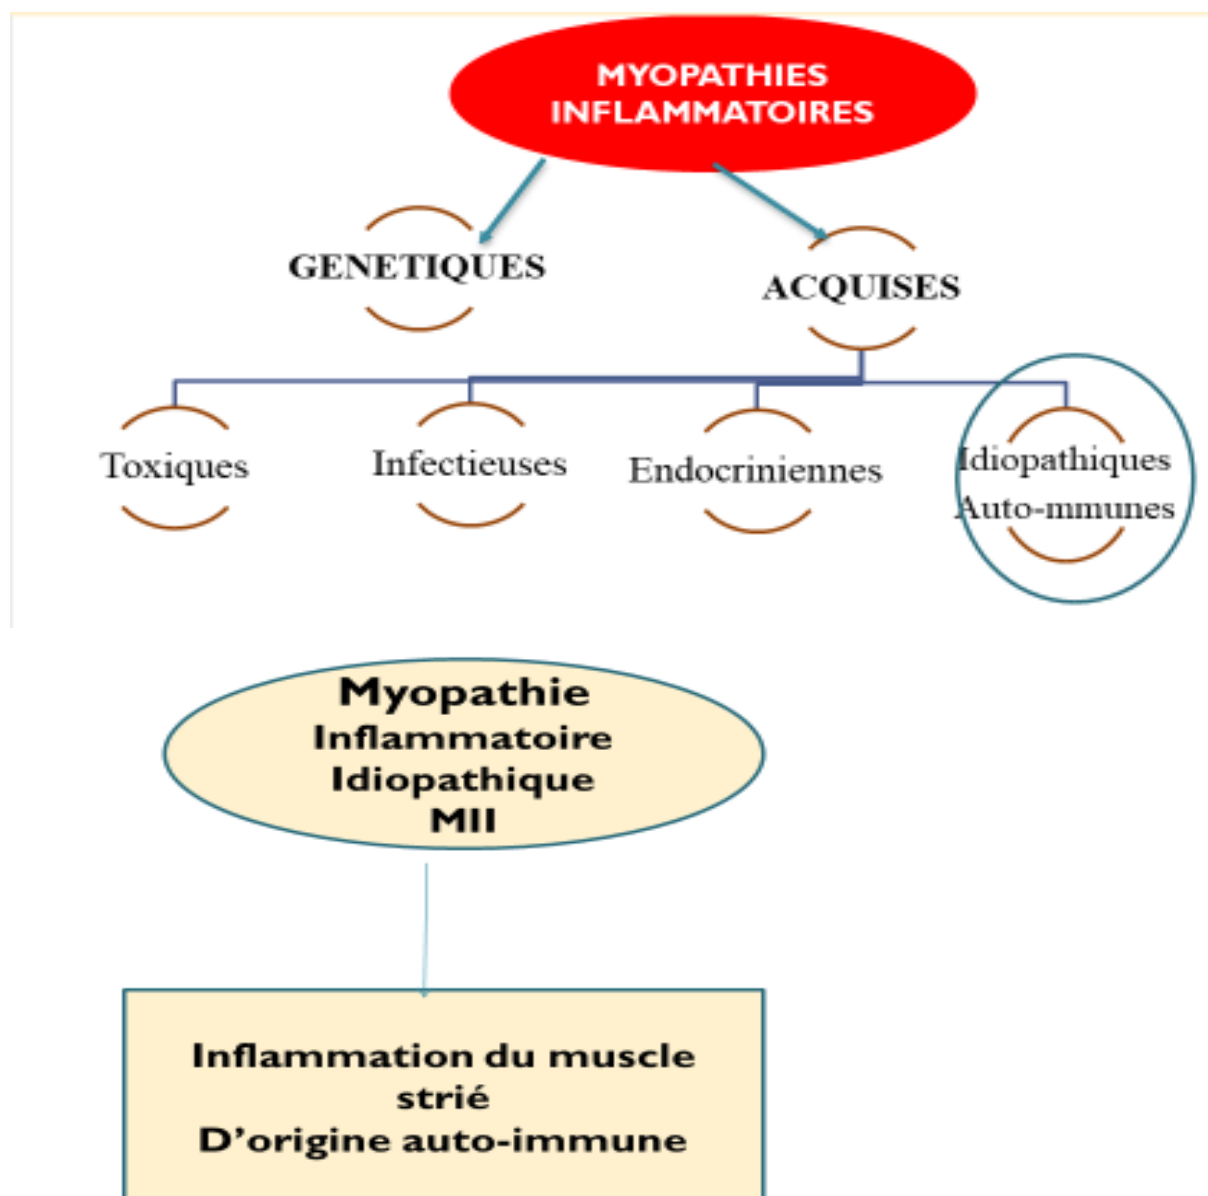 MYOPATHIES
INFLAMMATOIRES
GENETIQUES
ACQUISES
Toxiques
Infectieuses
Endocriniennes
Idiopathiques
Auto-mmunes
Myopathie
Inflammatoire
Idiopathique
MII
Inflammation du muscle
strié
D'origine auto-immune